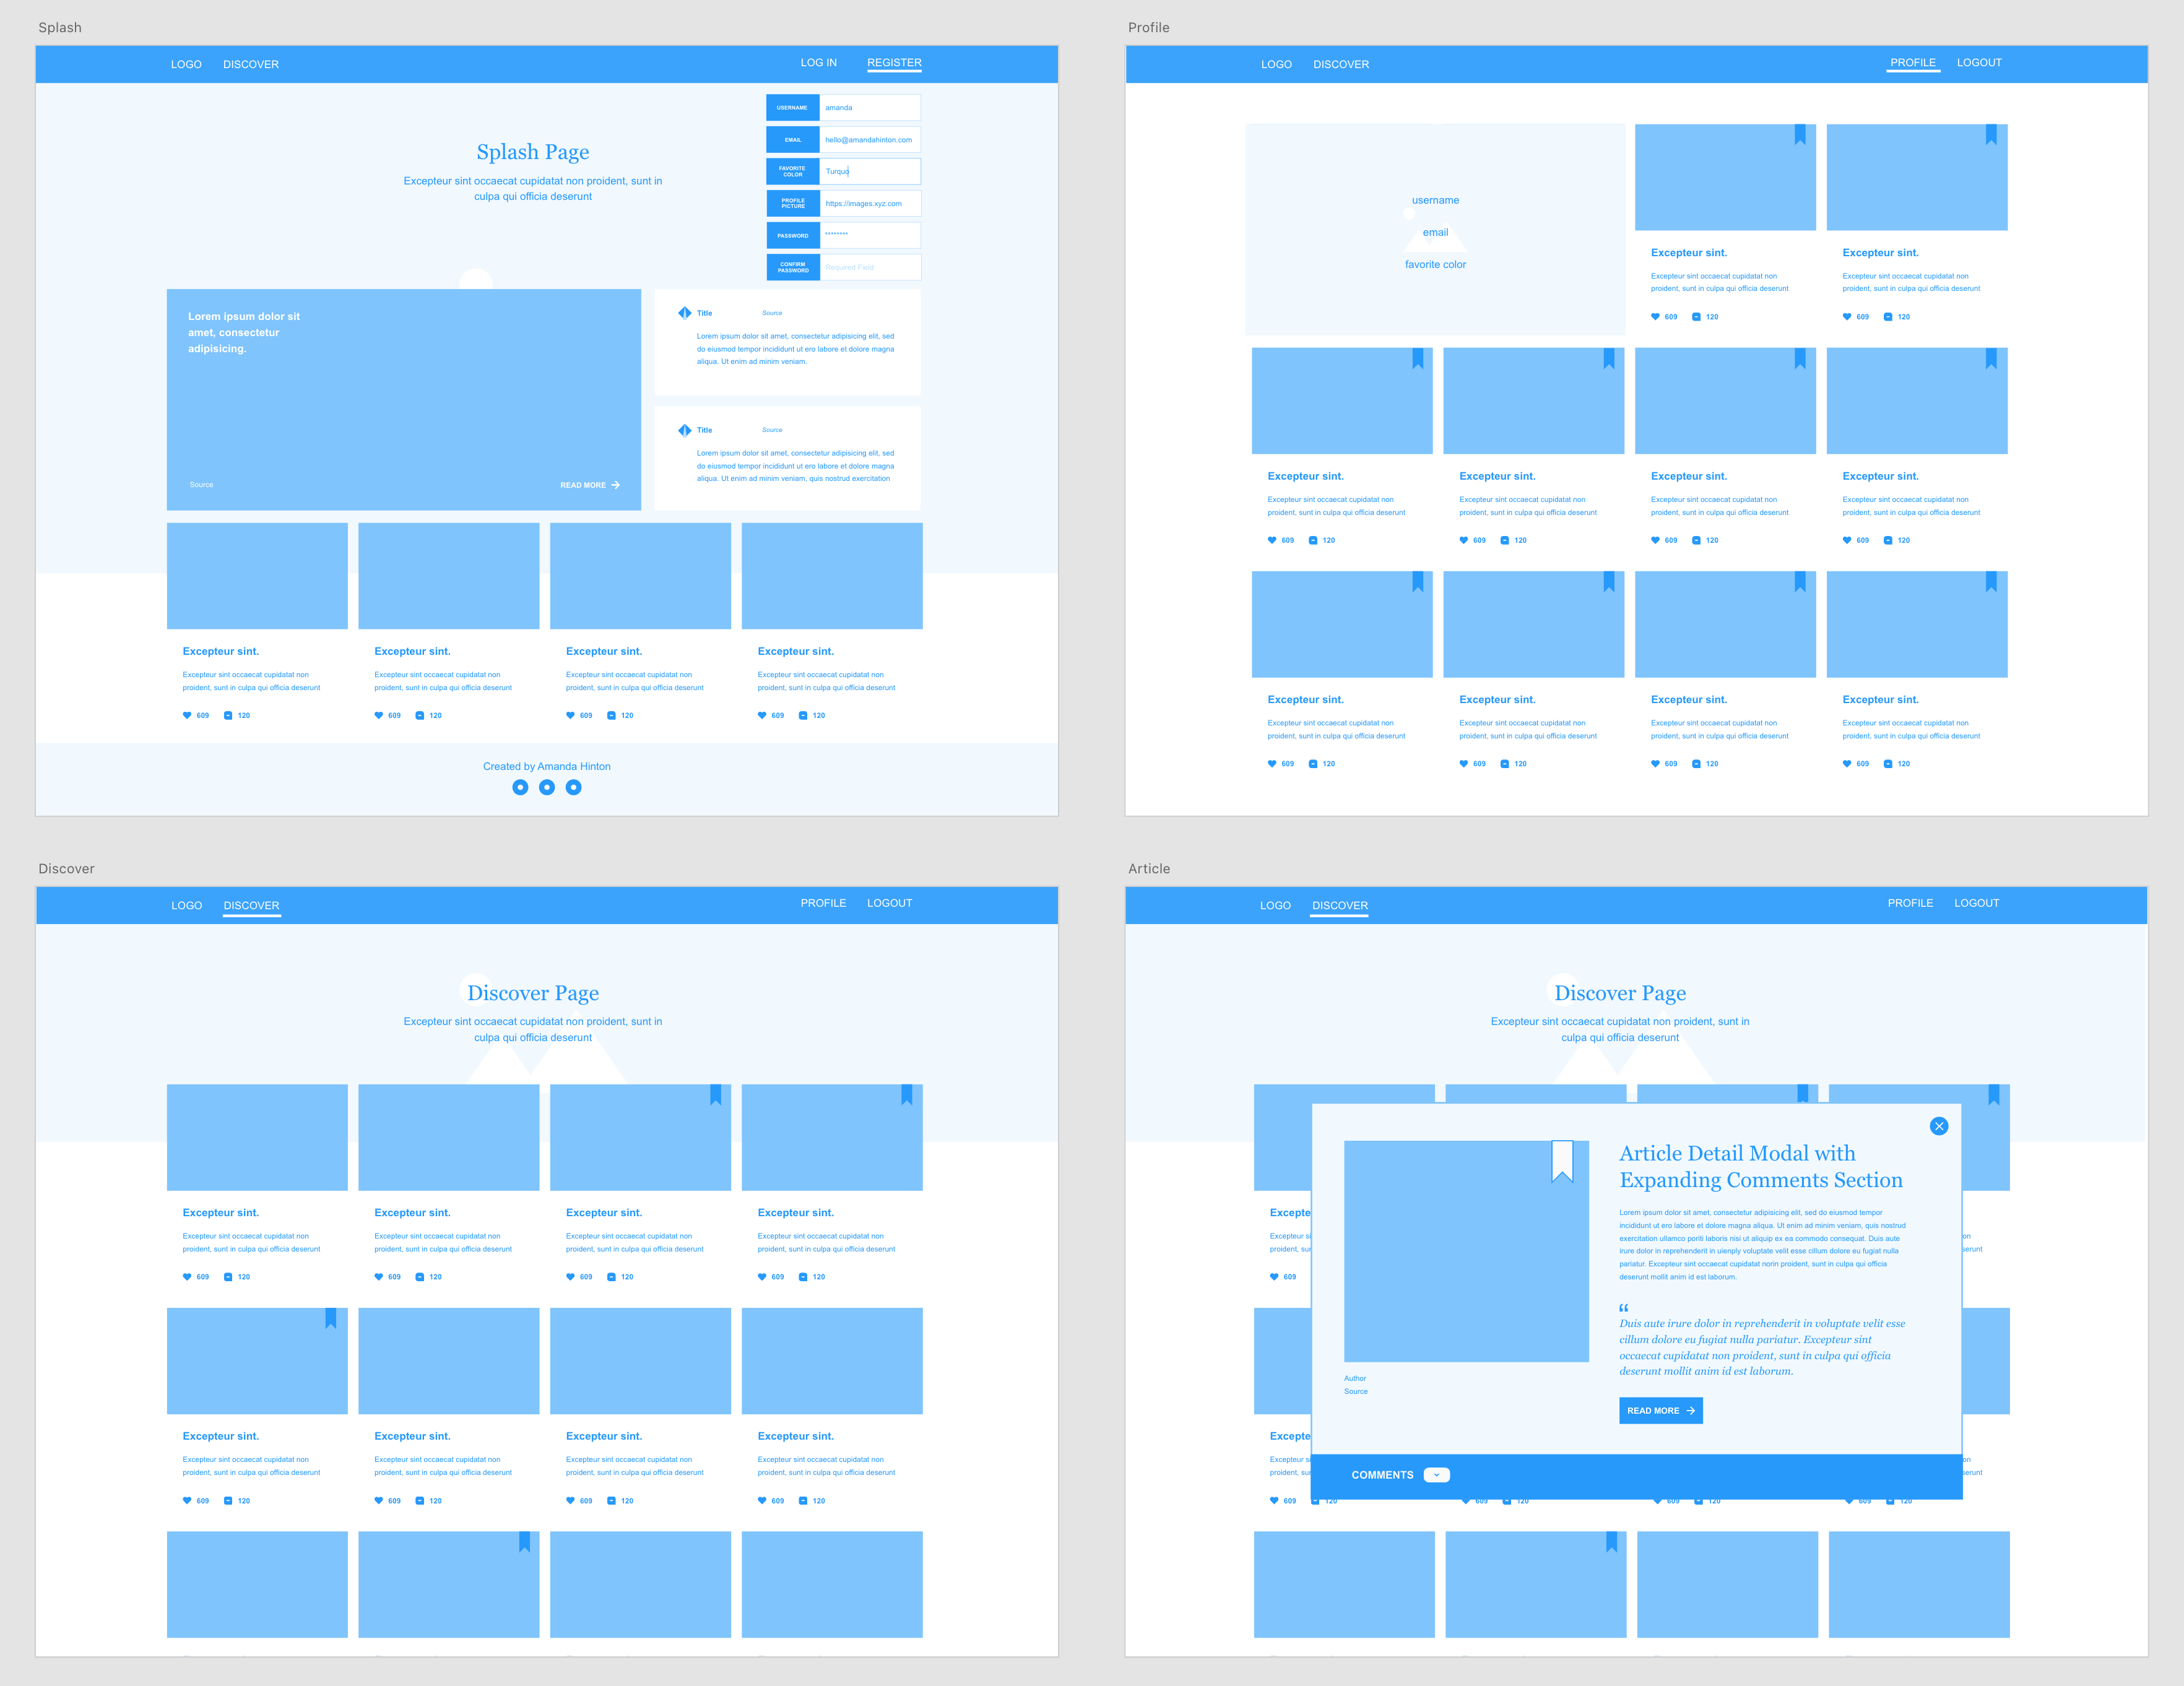 Splash
LOGO DISCOVER LOG IN REGISTER
USERNAME amanda
EMAIL hello@amandahinton.com
FAVORITE COLOR Turquo
PROFILE PICTURE https://images.xyz.com
PASSWORD ********
CONFIRM PASSWORD Required Field
Splash Page
Excepteur sint occaecat cupidatat non proident, sunt in
culpa qui officia deserunt
Lorem ipsum dolor sit
amet, consectetur
adipisicing.
Source READ MORE
Title Source
Lorem ipsum dolor sit amet, consectetur adipisicing elit, sed
do eiusmod tempor incididunt ut ero labore et dolore magna
aliqua. Ut enim ad minim veniam.
Title Source
Lorem ipsum dolor sit amet, consectetur adipisicing elit, sed
do eiusmod tempor incididunt ut ero labore et dolore magna
aliqua. Ut enim ad minim veniam, quis nostrud exercitation
Excepteur sint. Excepteur sint. Excepteur sint. Excepteur sint.
Excepteur sint occaecat cupidatat non Excepteur sint occaecat cupidatat non Excepteur sint occaecat cupidatat non Excepteur sint occaecat cupidatat non
proident, sunt in culpa qui officia deserunt proident, sunt in culpa qui officia deserunt proident, sunt in culpa qui officia deserunt proident, sunt in culpa qui officia deserunt
609 120 609 120 609 120 609 120
Created by Amanda Hinton
Profile
LOGO DISCOVER PROFILE LOGOUT
username
email
favorite color
Excepteur sint. Excepteur sint.
Excepteur sint occaecat cupidatat non Excepteur sint occaecat cupidatat non
proident, sunt in culpa qui officia deserunt proident, sunt in culpa qui officia deserunt
609 120 609 120
Excepteur sint. Excepteur sint. Excepteur sint. Excepteur sint.
Excepteur sint occaecat cupidatat non Excepteur sint occaecat cupidatat non Excepteur sint occaecat cupidatat non Excepteur sint occaecat cupidatat non
proident, sunt in culpa qui officia deserunt proident, sunt in culpa qui officia deserunt proident, sunt in culpa qui officia deserunt proident, sunt in culpa qui officia deserunt
609 120 609 120 609 120 609 120
Excepteur sint. Excepteur sint. Excepteur sint. Excepteur sint.
Excepteur sint occaecat cupidatat non Excepteur sint occaecat cupidatat non Excepteur sint occaecat cupidatat non Excepteur sint occaecat cupidatat non
proident, sunt in culpa qui officia deserunt proident, sunt in culpa qui officia deserunt proident, sunt in culpa qui officia deserunt proident, sunt in culpa qui officia deserunt
609 120 609 120 609 120 609 120
Discover
LOGO DISCOVER PROFILE LOGOUT
Discover Page
Excepteur sint occaecat cupidatat non proident, sunt in
culpa qui officia deserunt
Excepteur sint. Excepteur sint. Excepteur sint. Excepteur sint.
Excepteur sint occaecat cupidatat non Excepteur sint occaecat cupidatat non Excepteur sint occaecat cupidatat non Excepteur sint occaecat cupidatat non
proident, sunt in culpa qui officia deserunt proident, sunt in culpa qui officia deserunt proident, sunt in culpa qui officia deserunt proident, sunt in culpa qui officia deserunt
609 120 609 120 609 120 609 120
Excepteur sint. Excepteur sint. Excepteur sint. Excepteur sint.
Excepteur sint occaecat cupidatat non Excepteur sint occaecat cupidatat non Excepteur sint occaecat cupidatat non Excepteur sint occaecat cupidatat non
proident, sunt in culpa qui officia deserunt proident, sunt in culpa qui officia deserunt proident, sunt in culpa qui officia deserunt proident, sunt in culpa qui officia deserunt
609 120 609 120 609 120 609 120
Article
LOGO DISCOVER PROFILE LOGOUT
Discover Page
Excepteur sint occaecat cupidatat non proident, sunt in
culpa qui officia deserunt
Article Detail Modal with
Expanding Comments Section
Lorem ipsum dolor sit amet, consectetur adipisicing elit, sed do eiusmod tempor
incididunt ut ero labore et dolore magna aliqua. Ut enim ad minim veniam, quis nostrud
exercitation ullamco poriti laboris nisi ut aliquip ex ea commodo consequat. Duis aute
irure dolor in reprehenderit in uienply voluptate velit esse cillum dolore eu fugiat nulla
pariatur. Excepteur sint occaecat cupidatat norin proident, sunt in culpa qui officia
deserunt mollit anim id est laborum.
“
Duis aute irure dolor in reprehenderit in voluptate velit esse
cillum dolore eu fugiat nulla pariatur. Excepteur sint
occaecat cupidatat non proident, sunt in culpa qui officia
deserunt mollit anim id est laborum.
READ MORE
Author
Source
COMMENTS
609
609 120 609 120 609 120 609 120